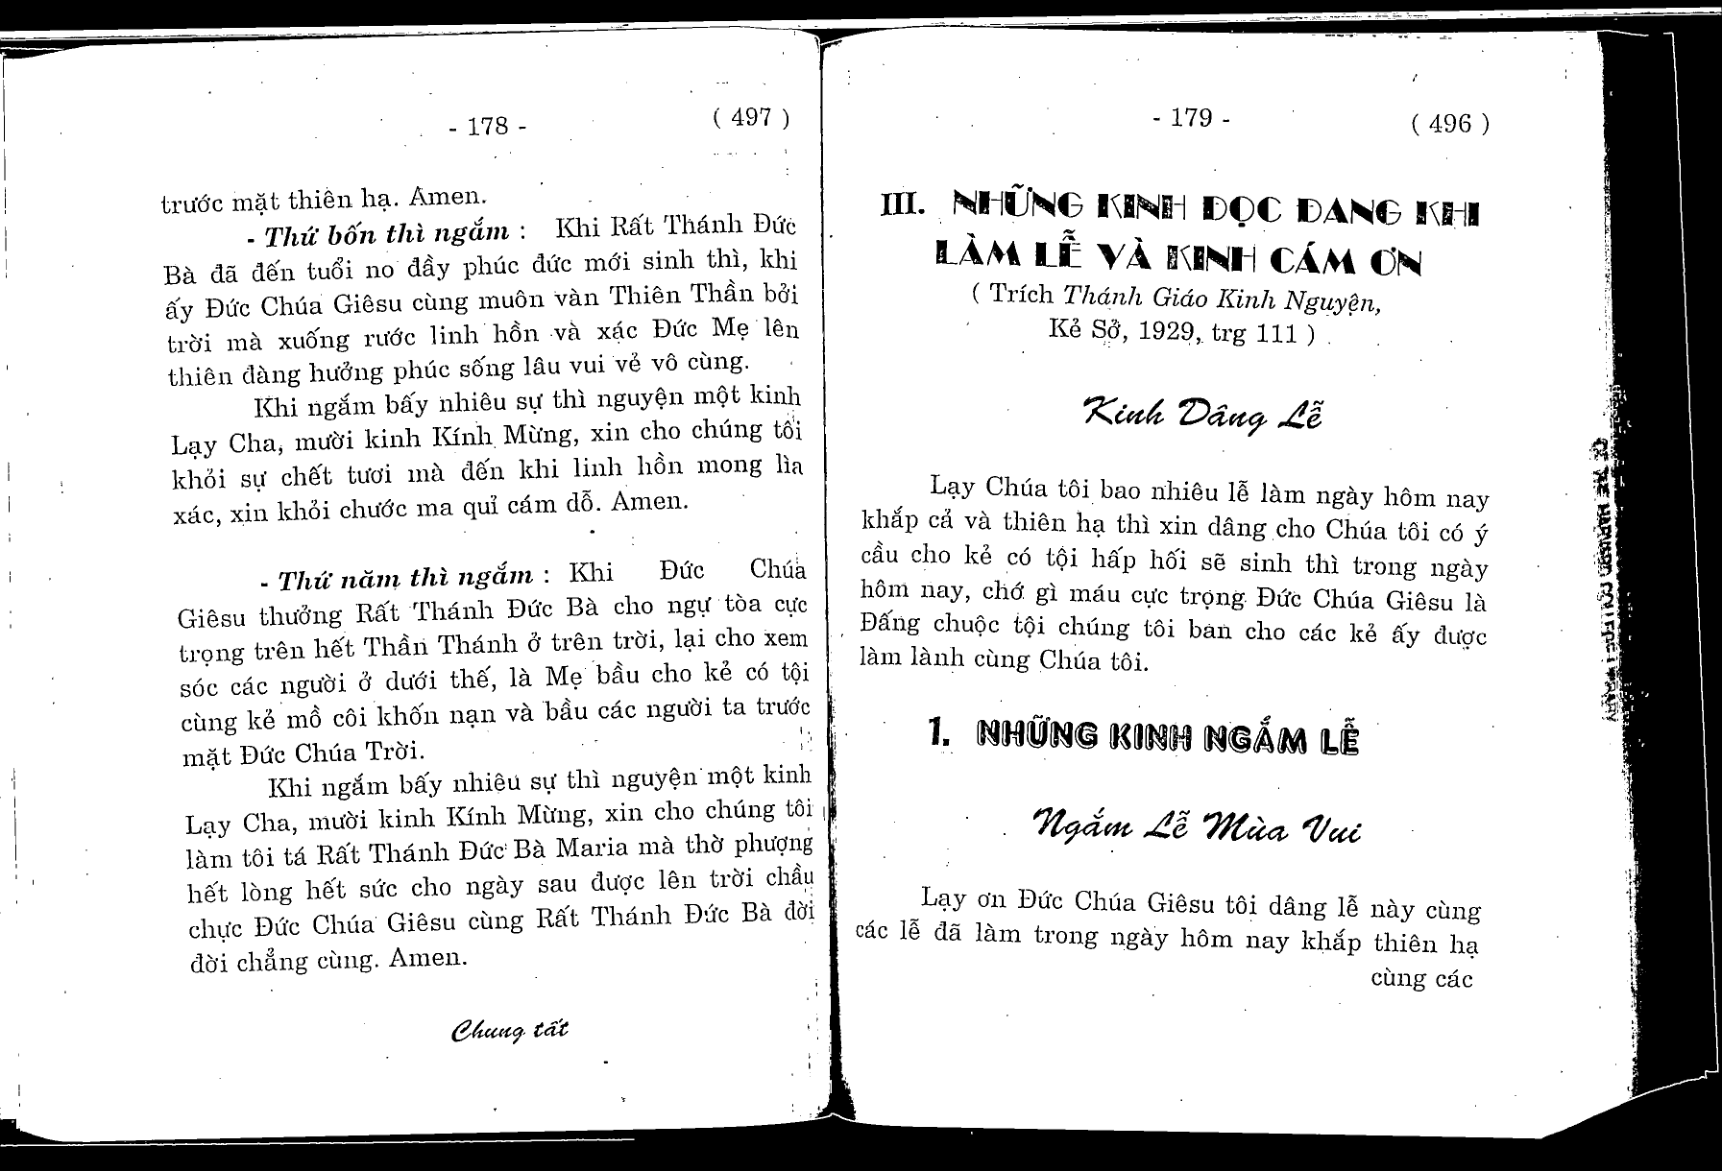 - 178 -
( 497 )
trước mặt thiên hạ. Amen.
- Thứ bốn thì ngắm : Khi Rất Thánh Đức
Bà đã đến tuổi no đầy phúc đức mới sinh thì, khi
ấy Đức Chúa Giêsu cùng muôn vàn Thiên Thần bởi
trời mà xuống rước linh hồn và xác Đức Mẹ lên
thiên đàng hưởng phúc sống lâu vui vẻ vô cùng.
Khi ngắm bấy nhiêu sự thì nguyện một kinh
Lạy Cha, mười kinh Kính Mừng, xin cho chúng tôi
khỏi sự chết tươi mà đến khi linh hồn mong lìa
xác, xin khỏi chước ma quỉ cám dỗ. Amen.
- Thứ năm thì ngắm : Khi Đức Chúa
Giêsu thưởng Rất Thánh Đức Bà cho ngự tòa cực
trọng trên hết Thần Thánh ở trên trời, lại cho xem
sóc các người ở dưới thế, là Mẹ bầu cho kẻ có tội
cùng kẻ mồ côi khốn nạn và bầu các người ta trước
mặt Đức Chúa Trời.
Khi ngắm bấy nhiêu sự thì nguyện một kinh
Lạy Cha, mười kinh Kính Mừng, xin cho chúng tôi
làm tôi tá Rất Thánh Đức Bà Maria mà thờ phượng
hết lòng hết sức cho ngày sau được lên trời chầu
chực Đức Chúa Giêsu cùng Rất Thánh Đức Bà đời
đời chẳng cùng. Amen.
Chung tất
- 179 -
( 496 )
III. NHỮNG KINH ĐỌC ĐANG KHI
LÀM LỄ VÀ KINH CÁM ƠN
( Trích Thánh Giáo Kinh Nguyện,
Kẻ Sở, 1929, trg 111 )
Kinh Dâng Lễ
Lạy Chúa tôi bao nhiêu lễ làm ngày hôm nay
khắp cả và thiên hạ thì xin dâng cho Chúa tôi có ý
cầu cho kẻ có tội hấp hối sẽ sinh thì trong ngày
hôm nay, chớ gì máu cực trọng Đức Chúa Giêsu là
Đấng chuộc tội chúng tôi ban cho các kẻ ấy được
làm lành cùng Chúa tôi.
1. NHỮNG KINH NGẮM LỄ
Ngắm Lễ Mùa Vui
Lạy ơn Đức Chúa Giêsu tôi dâng lễ này cùng
các lễ đã làm trong ngày hôm nay khắp thiên hạ
cùng các